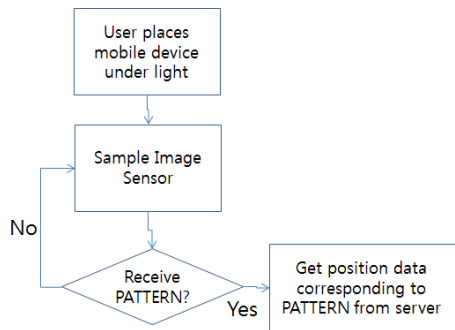 User places
mobile device
under light
Sample Image
Sensor
No
Receive
PATTERN?
Yes
Get position data
corresponding to
PATTERN from server